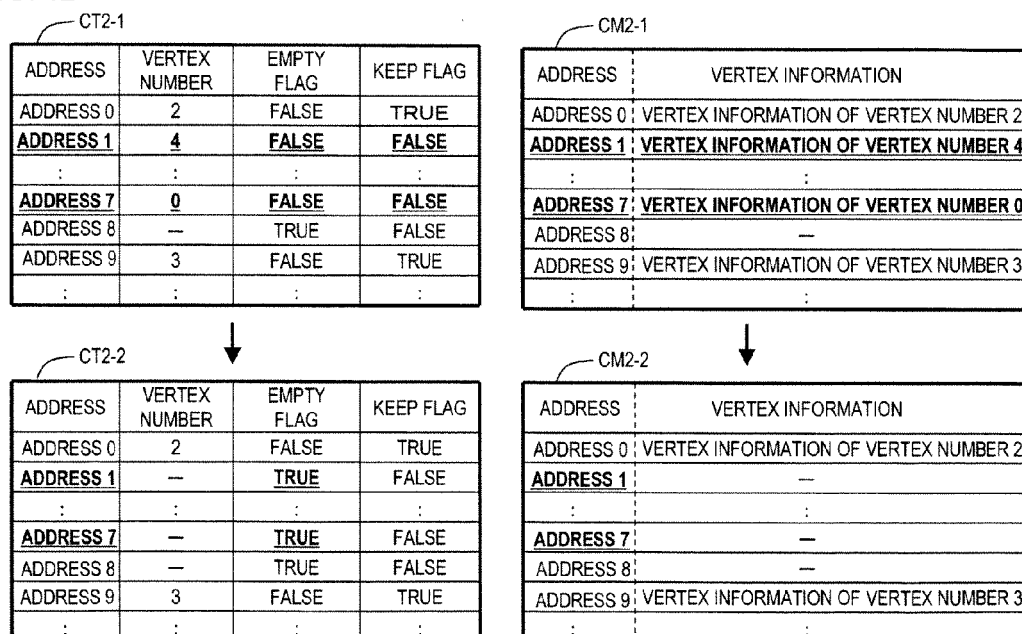 CT2-1
ADDRESS VERTEX NUMBER EMPTY FLAG KEEP FLAG
ADDRESS 0 2 FALSE TRUE
ADDRESS 1 4 FALSE FALSE
: : : :
ADDRESS 7 0 FALSE FALSE
ADDRESS 8 — TRUE FALSE
ADDRESS 9 3 FALSE TRUE
: : : :
CM2-1
ADDRESS VERTEX INFORMATION
ADDRESS 0 VERTEX INFORMATION OF VERTEX NUMBER 2
ADDRESS 1 VERTEX INFORMATION OF VERTEX NUMBER 4
: :
ADDRESS 7 VERTEX INFORMATION OF VERTEX NUMBER 0
ADDRESS 8 —
ADDRESS 9 VERTEX INFORMATION OF VERTEX NUMBER 3
: :
CT2-2
ADDRESS VERTEX NUMBER EMPTY FLAG KEEP FLAG
ADDRESS 0 2 FALSE TRUE
ADDRESS 1 — TRUE FALSE
: : : :
ADDRESS 7 — TRUE FALSE
ADDRESS 8 — TRUE FALSE
ADDRESS 9 3 FALSE TRUE
: : : :
CM2-2
ADDRESS VERTEX INFORMATION
ADDRESS 0 VERTEX INFORMATION OF VERTEX NUMBER 2
ADDRESS 1 —
: :
ADDRESS 7 —
ADDRESS 8 —
ADDRESS 9 VERTEX INFORMATION OF VERTEX NUMBER 3
: :